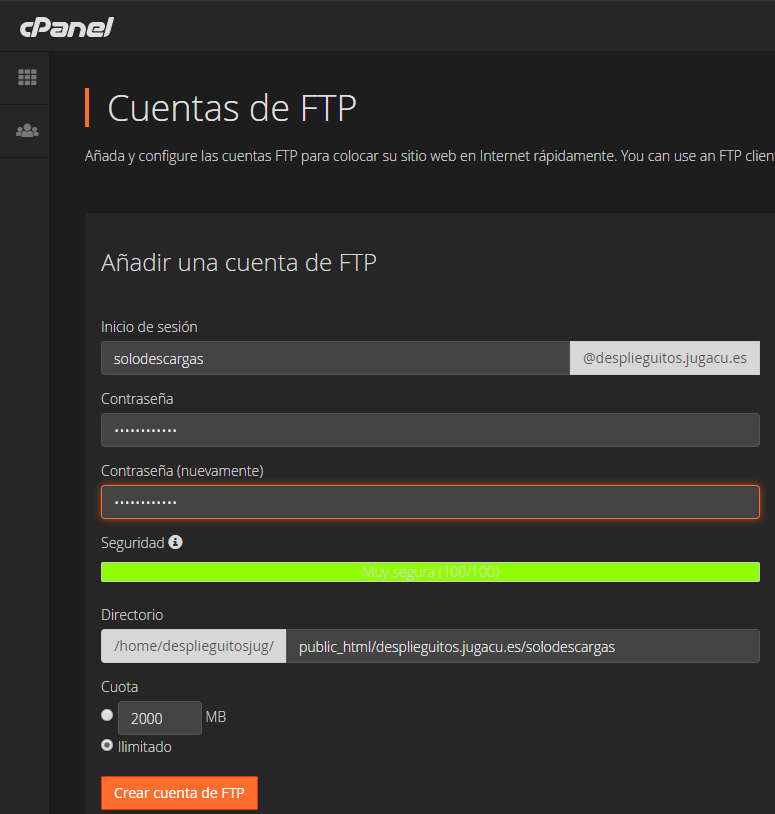 cPanel
Cuentas de FTP
Añada y configure las cuentas FTP para colocar su sitio web en Internet rápidamente. You can use an FTP clien
Añadir una cuenta de FTP
Inicio de sesión
solodescargas @desplieguitos.jugacu.es
Contraseña
••••••••••••
Contraseña (nuevamente)
••••••••••••
Seguridad
Muy segura (100/100)
Directorio
/home/desplieguitosjug/ public_html/desplieguitos.jugacu.es/solodescargas
Cuota
2000 MB
Ilimitado
Crear cuenta de FTP